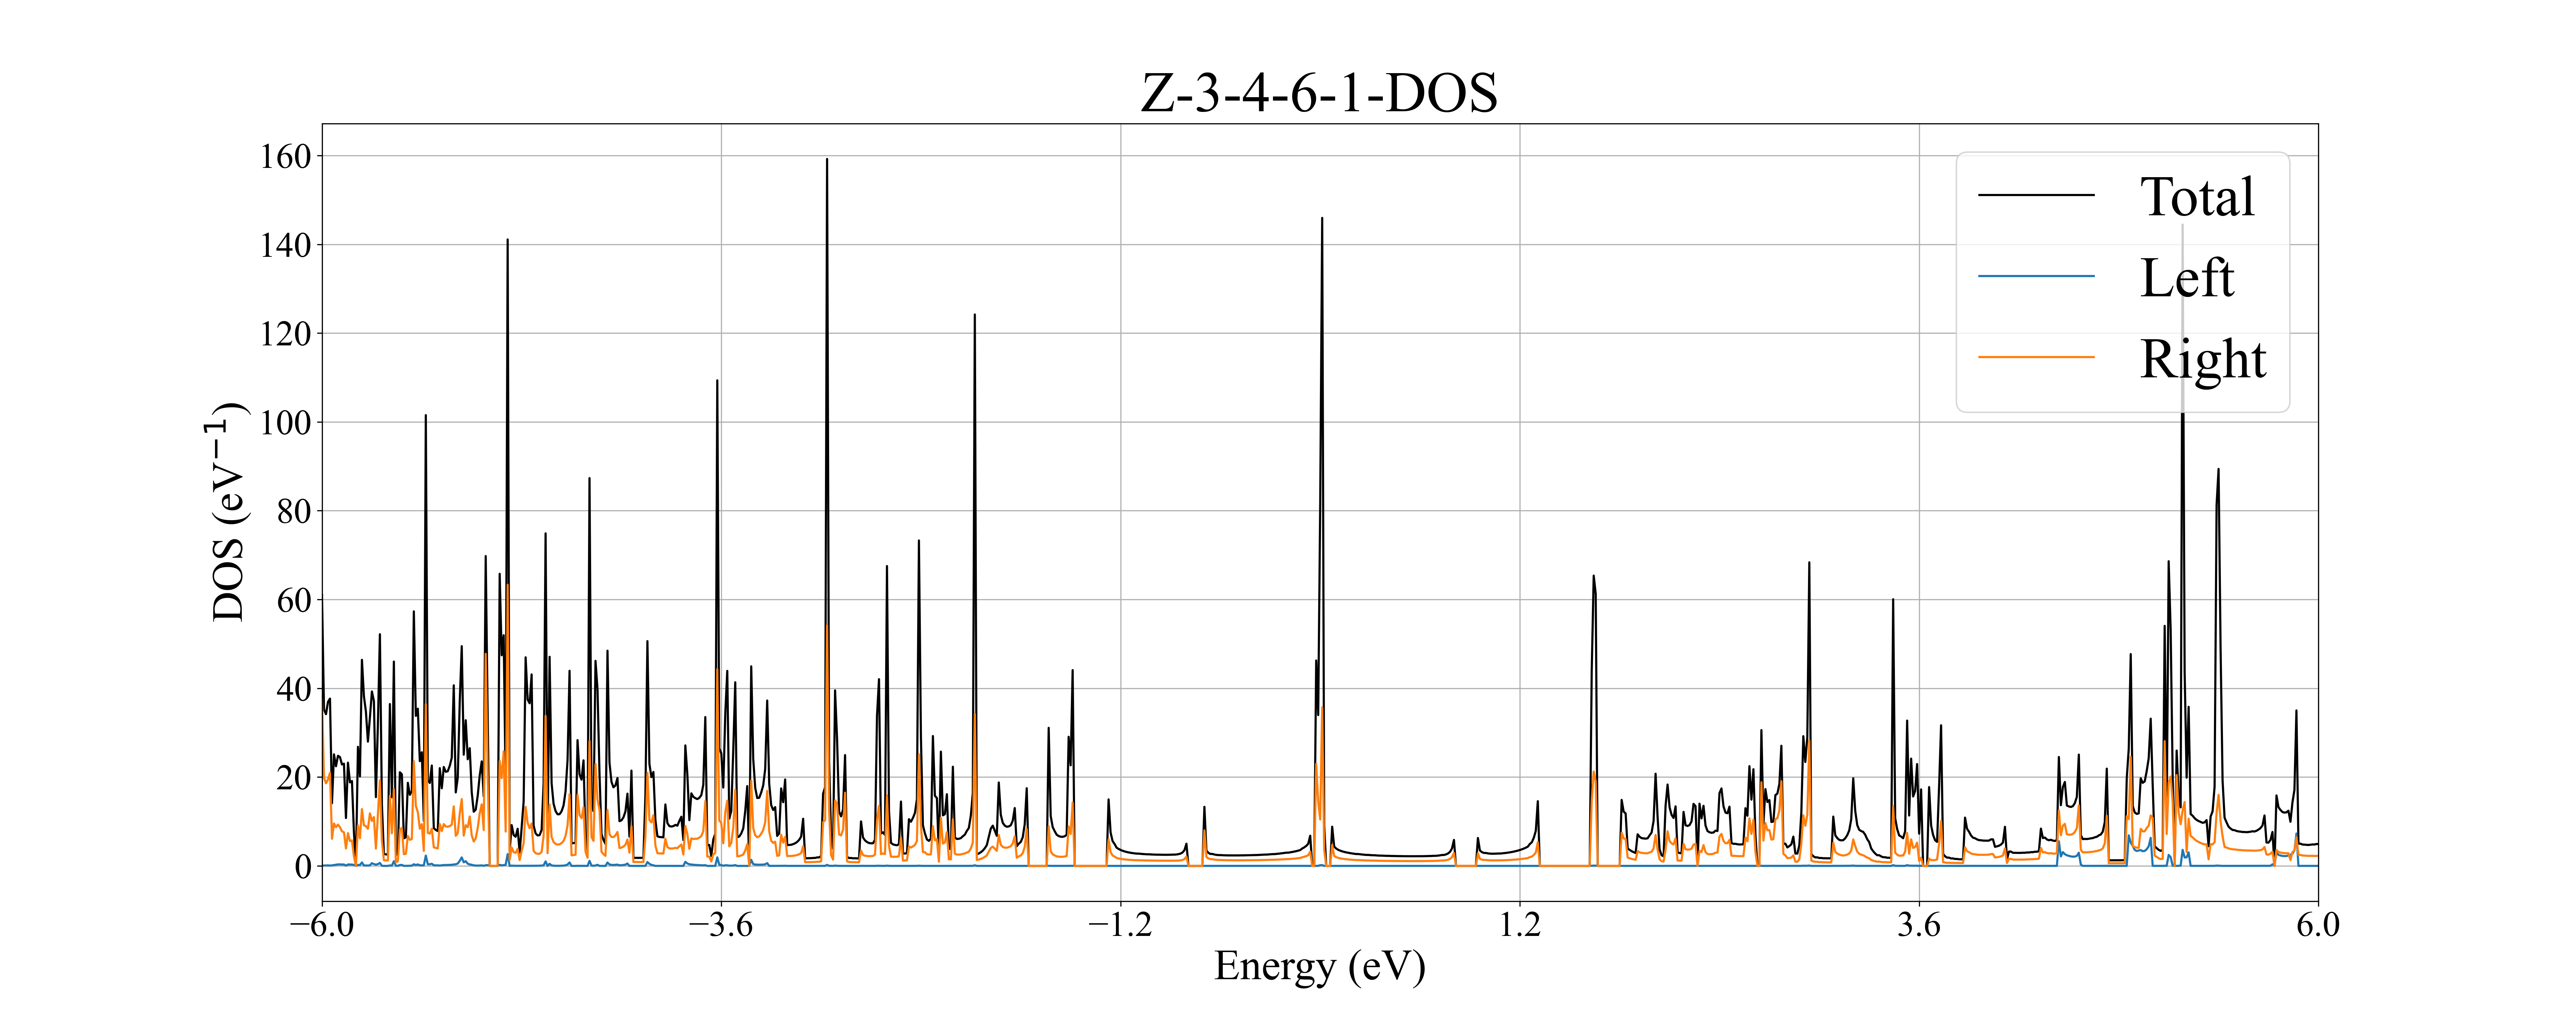 Z-3-4-6-1-DOS
160
140
120
100
80
60
40
20
0
DOS (eV⁻¹)
Total
Left
Right
−6.0 −3.6 −1.2 1.2 3.6 6.0
Energy (eV)